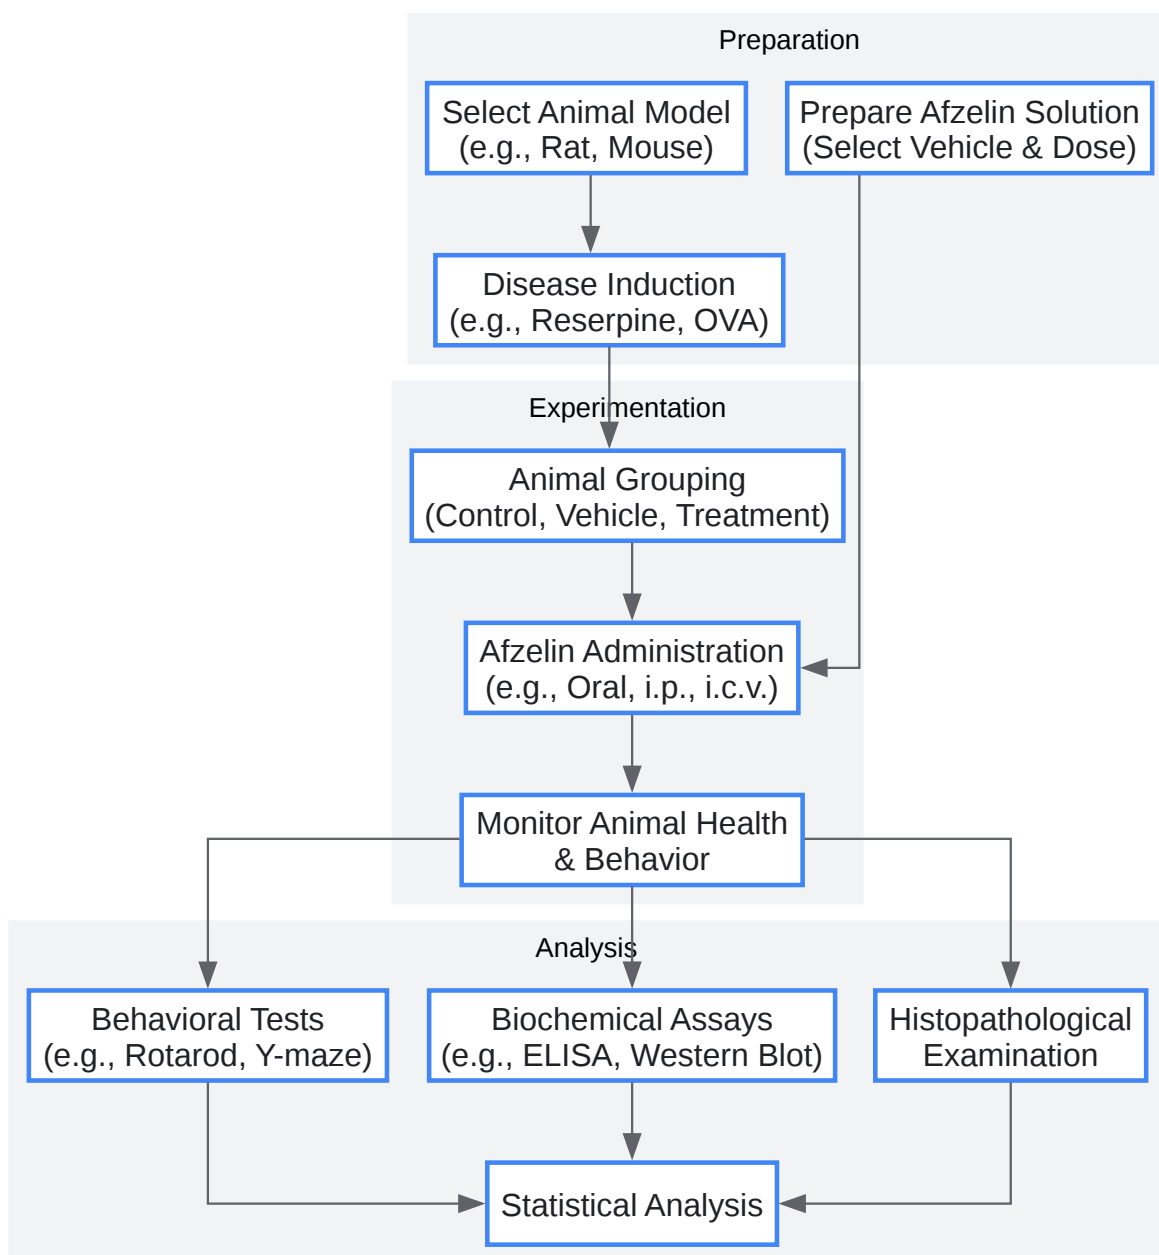 Preparation
Select Animal Model
(e.g., Rat, Mouse)
Prepare Afzelin Solution
(Select Vehicle & Dose)
Disease Induction
(e.g., Reserpine, OVA)
Experimentation
Animal Grouping
(Control, Vehicle, Treatment)
Afzelin Administration
(e.g., Oral, i.p., i.c.v.)
Monitor Animal Health
& Behavior
Analysis
Behavioral Tests
(e.g., Rotarod, Y-maze)
Biochemical Assays
(e.g., ELISA, Western Blot)
Histopathological
Examination
Statistical Analysis